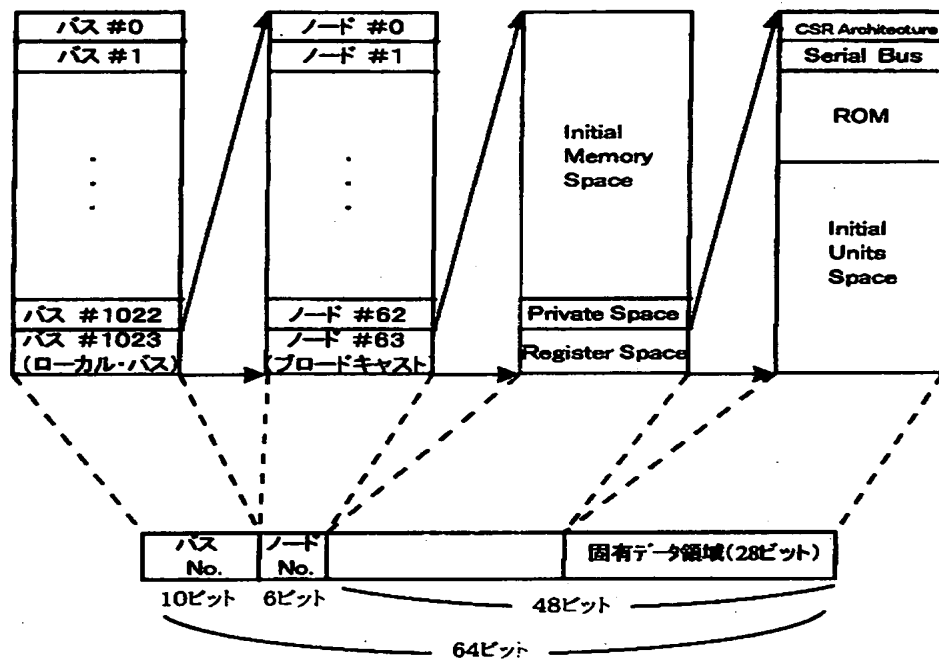 バス #0
バス #1
バス #1022
バス #1023
(ローカル・バス)
ノード #0
ノード #1
ノード #62
ノード #63
(ブロードキャスト)
Initial
Memory
Space
Private Space
Register Space
CSR Architecture
Serial Bus
ROM
Initial
Units
Space
バス
No.
ノード
No.
固有データ領域(28ビット)
10ビット
6ビット
48ビット
64ビット